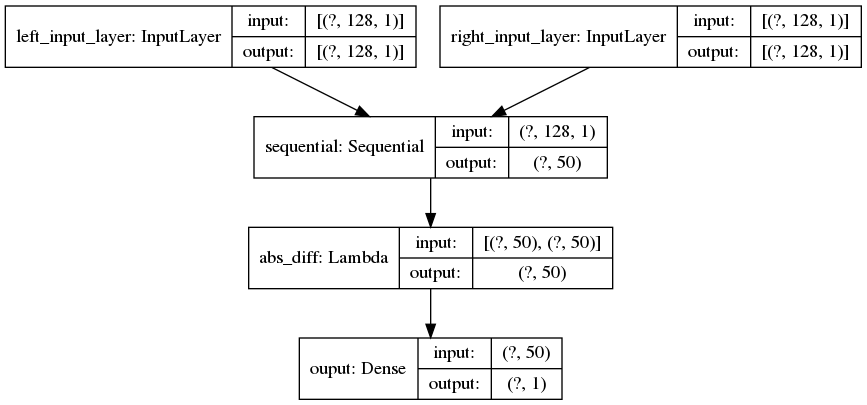 left_input_layer: InputLayer
input: [(?, 128, 1)]
output: [(?, 128, 1)]
right_input_layer: InputLayer
input: [(?, 128, 1)]
output: [(?, 128, 1)]
sequential: Sequential
input: (?, 128, 1)
output: (?, 50)
abs_diff: Lambda
input: [(?, 50), (?, 50)]
output: (?, 50)
ouput: Dense
input: (?, 50)
output: (?, 1)